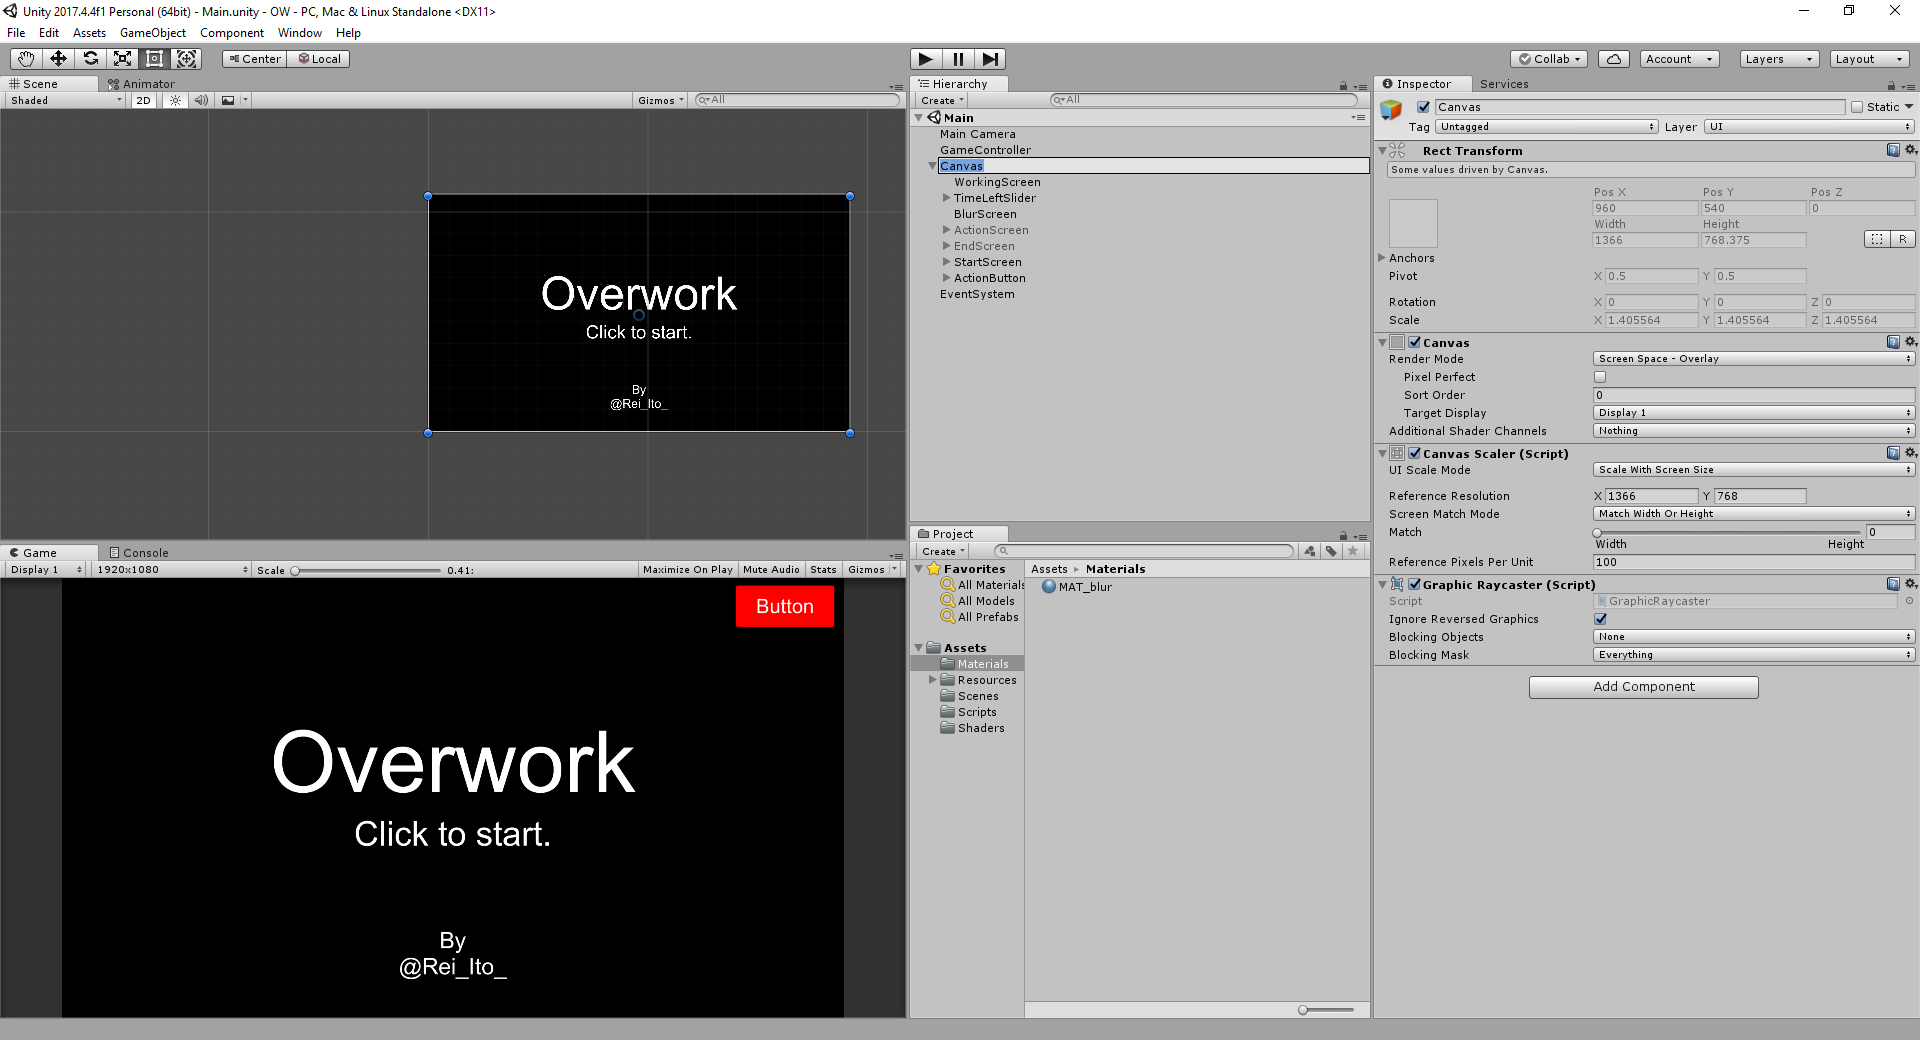 Unity 2017.4.4f1 Personal (64bit) - Main.unity - OW - PC, Mac & Linux Standalone <DX11>
File Edit Assets GameObject Component Window Help
Center Local
Collab Account Layers Layout
Scene Animator
Shaded 2D Gizmos All
Overwork
Click to start.
By
@Rei_Ito_
Game Console
Display 1 1920x1080 Scale 0.41: Maximize On Play Mute Audio Stats Gizmos
Button
Overwork
Click to start.
By
@Rei_Ito_
Hierarchy
Create All
Main
Main Camera
GameController
Canvas
WorkingScreen
TimeLeftSlider
BlurScreen
ActionScreen
EndScreen
StartScreen
ActionButton
EventSystem
Project
Create
Favorites
All Materials
All Models
All Prefabs
Assets
Materials
Resources
Scenes
Scripts
Shaders
Assets Materials
MAT_blur
Inspector Services
Canvas Static
Tag Untagged Layer UI
Rect Transform
Some values driven by Canvas.
Pos X Pos Y Pos Z
960 540 0
Width Height
1366 768.375 R
Anchors
Pivot X 0.5 Y 0.5
Rotation X 0 Y 0 Z 0
Scale X 1.405564 Y 1.405564 Z 1.405564
Canvas
Render Mode Screen Space - Overlay
Pixel Perfect
Sort Order 0
Target Display Display 1
Additional Shader Channels Nothing
Canvas Scaler (Script)
UI Scale Mode Scale With Screen Size
Reference Resolution X 1366 Y 768
Screen Match Mode Match Width Or Height
Match 0
Width Height
Reference Pixels Per Unit 100
Graphic Raycaster (Script)
Script GraphicRaycaster
Ignore Reversed Graphics
Blocking Objects None
Blocking Mask Everything
Add Component